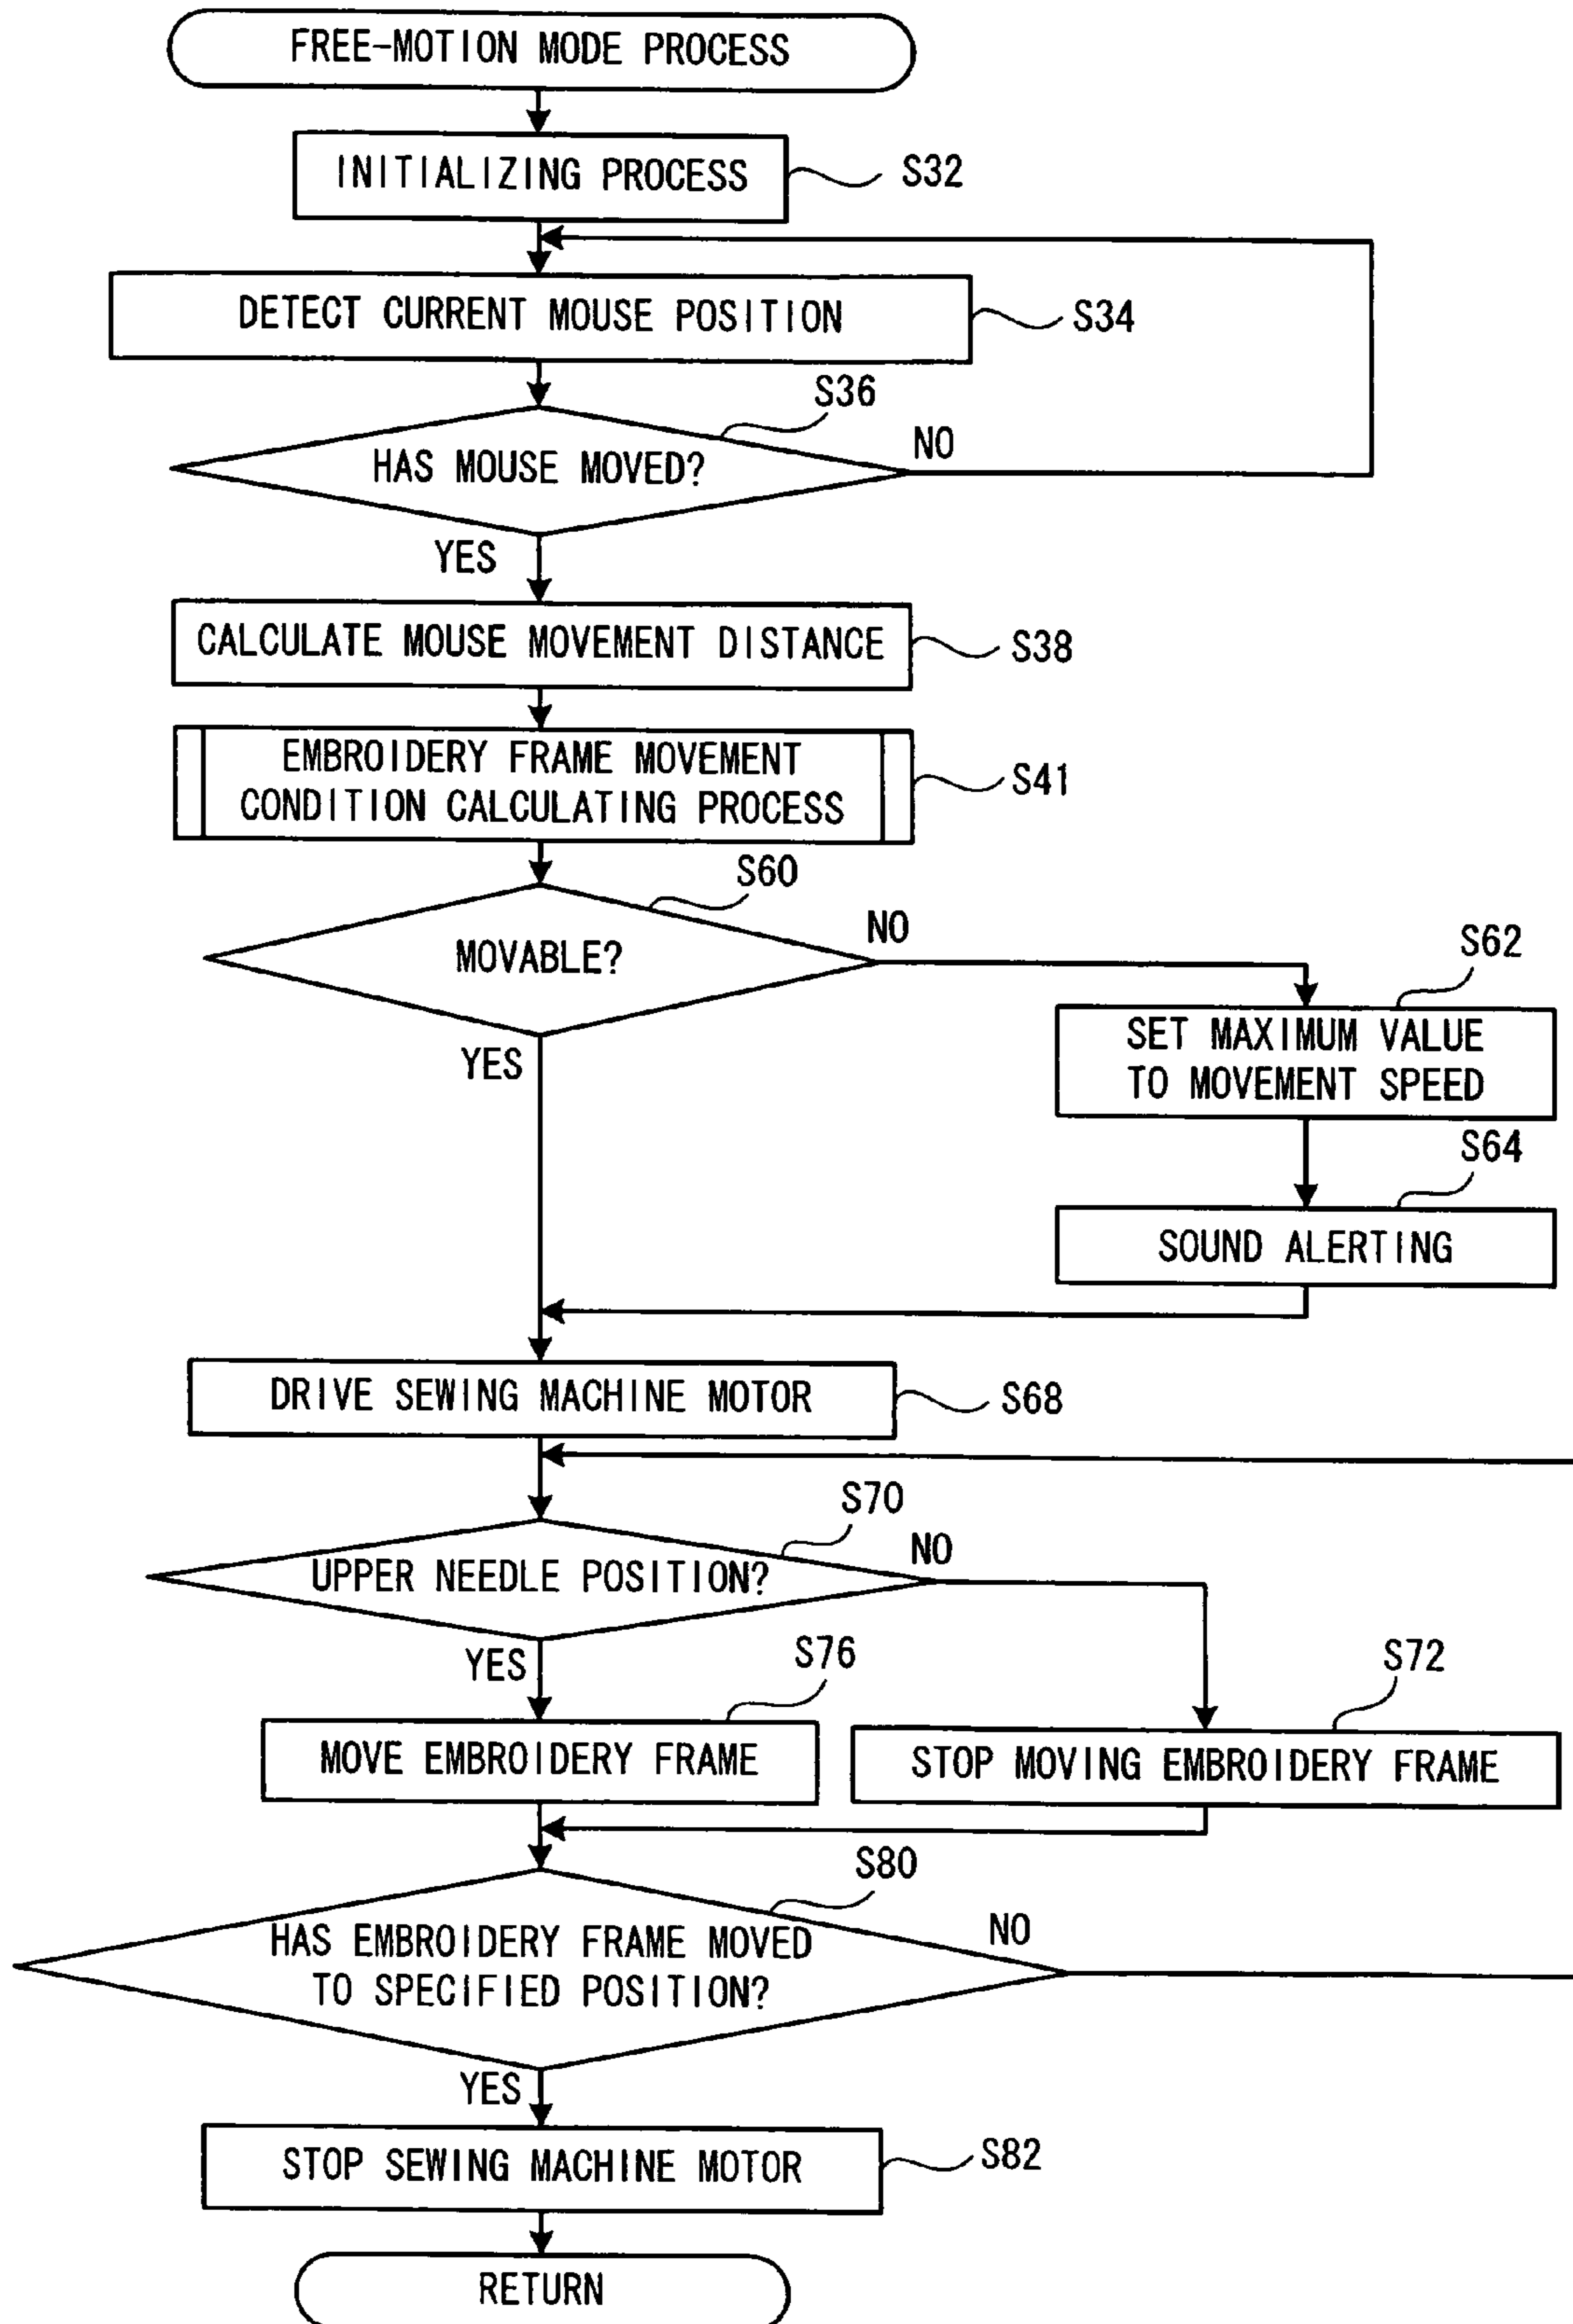 FREE-MOTION MODE PROCESS
INITIALIZING PROCESS
S32
DETECT CURRENT MOUSE POSITION
S34
S36
HAS MOUSE MOVED?
NO
YES
CALCULATE MOUSE MOVEMENT DISTANCE
S38
EMBROIDERY FRAME MOVEMENT
CONDITION CALCULATING PROCESS
S41
S60
MOVABLE?
NO
YES
S62
SET MAXIMUM VALUE
TO MOVEMENT SPEED
S64
SOUND ALERTING
DRIVE SEWING MACHINE MOTOR
S68
S70
UPPER NEEDLE POSITION?
NO
YES
S76
MOVE EMBROIDERY FRAME
S72
STOP MOVING EMBROIDERY FRAME
S80
HAS EMBROIDERY FRAME MOVED
TO SPECIFIED POSITION?
NO
YES
STOP SEWING MACHINE MOTOR
S82
RETURN